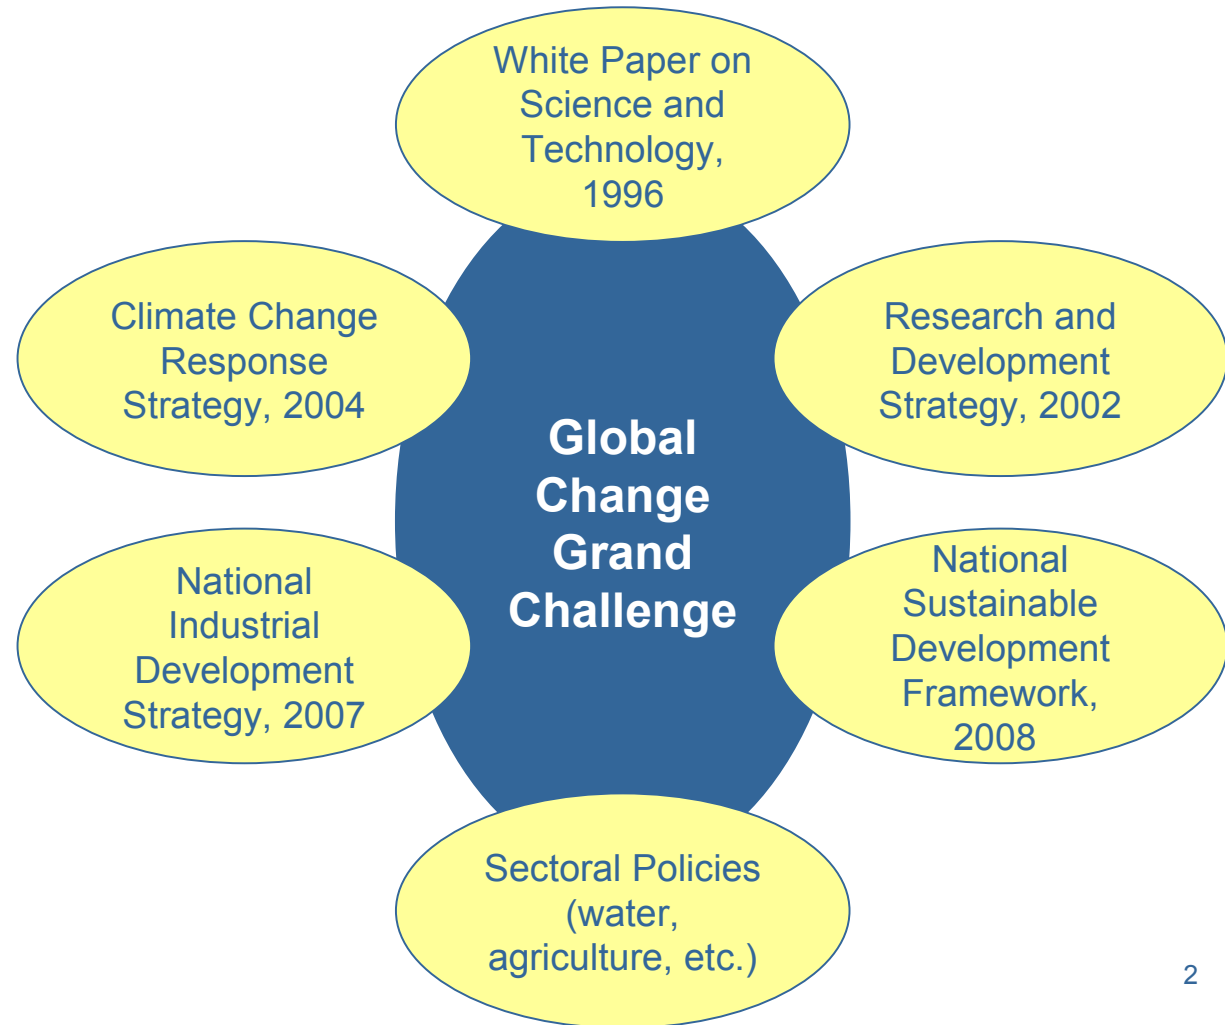 White Paper on
Science and
Technology,
1996
Climate Change
Response
Strategy, 2004
Research and
Development
Strategy, 2002
Global
Change
Grand
Challenge
National
Industrial
Development
Strategy, 2007
National
Sustainable
Development
Framework,
2008
Sectoral Policies
(water,
agriculture, etc.)
2